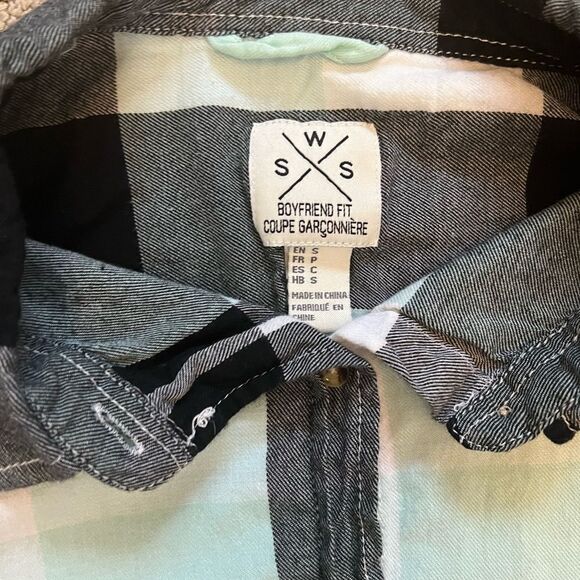 W
S S
BOYFRIEND FIT
COUPE GARÇONNIÈRE
EN S
FR P
ES C
HB S
MADE IN CHINA
FABRIQUÉ EN
CHINE